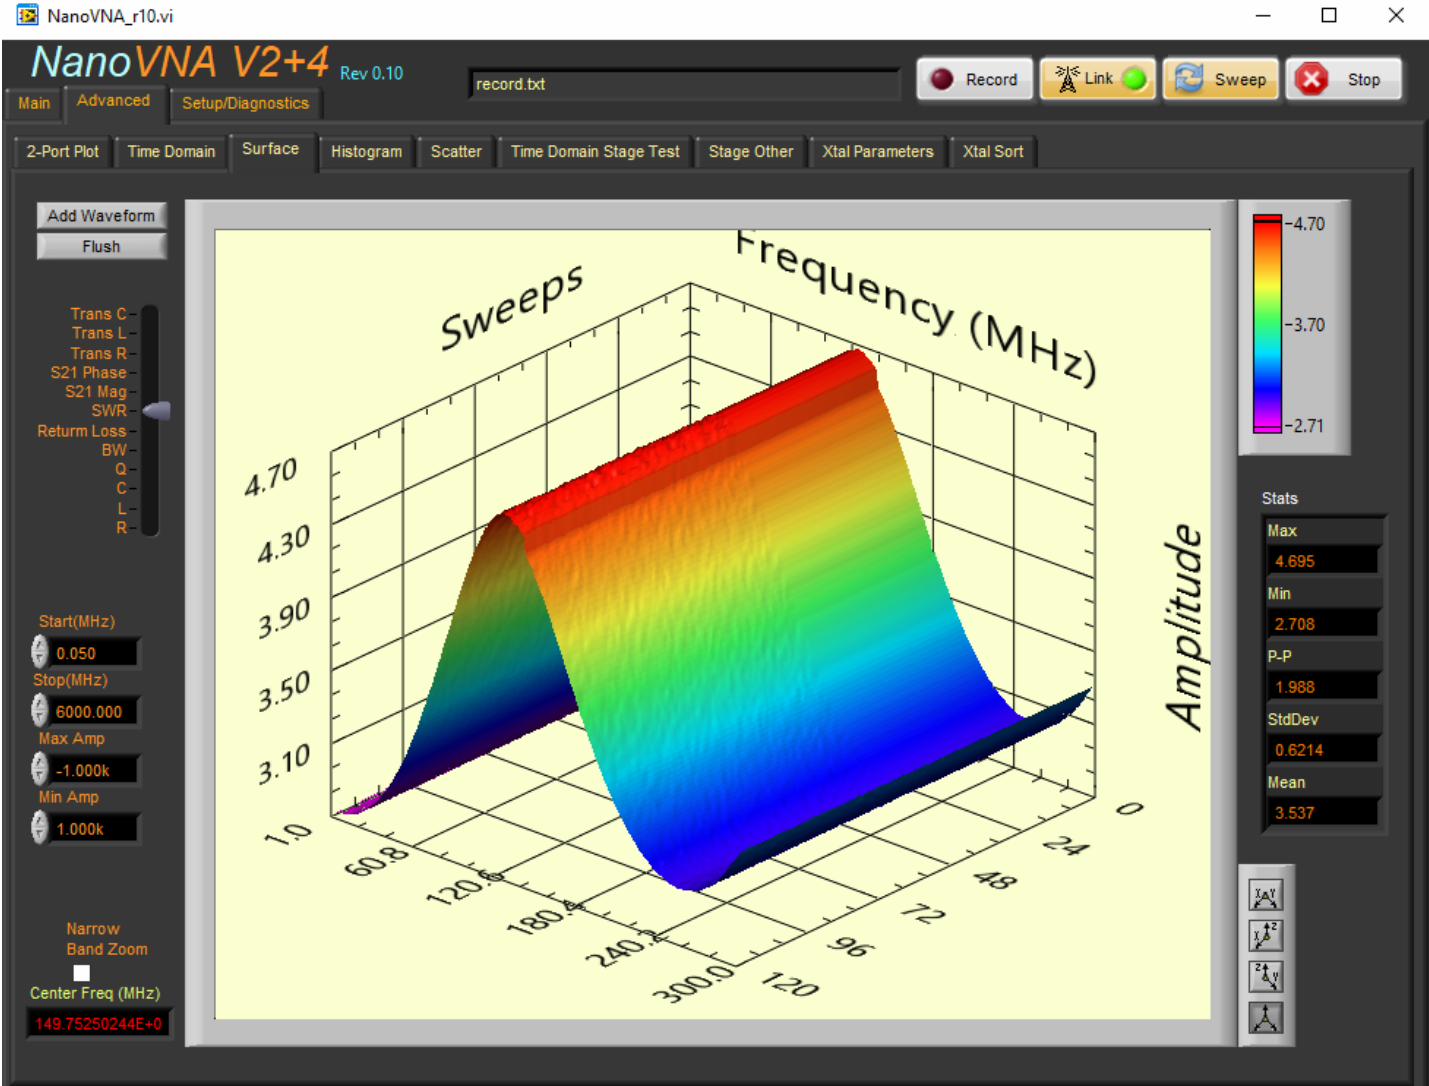 NanoVNA_r10.vi
NanoVNA V2+4 Rev 0.10
record.txt
Record
Link
Sweep
Stop
Main
Advanced
Setup/Diagnostics
2-Port Plot
Time Domain
Surface
Histogram
Scatter
Time Domain Stage Test
Stage Other
Xtal Parameters
Xtal Sort
Add Waveform
Flush
Trans C
Trans L
Trans R
S21 Phase
S21 Mag
SWR
Returm Loss
BW
Q
C
L
R
Start(MHz)
0.050
Stop(MHz)
6000.000
Max Amp
-1.000k
Min Amp
1.000k
Narrow
Band Zoom
Center Freq (MHz)
149.75250244E+0
Sweeps
Frequency (MHz)
Amplitude
4.70
4.30
3.90
3.50
3.10
1.0
60.8
120.6
180.4
240.2
300.0
0
24
48
72
96
120
4.70
3.70
2.71
Stats
Max
4.695
Min
2.708
P-P
1.988
StdDev
0.6214
Mean
3.537
X Y
X Z
Z Y